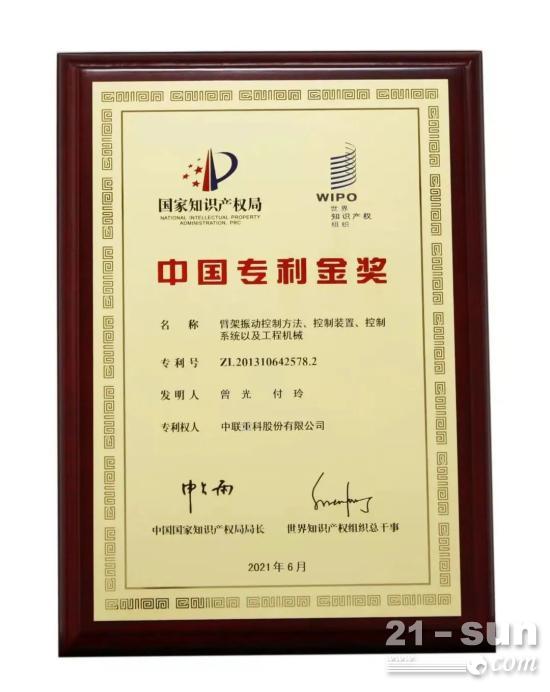 国家知识产权局
NATIONAL INTELLECTUAL PROPERTY
ADMINISTRATION, PRC
WIPO
世界
知识产权
组织
中国专利金奖
名 称 臂架振动控制方法、控制装置、控制
系统以及工程机械
专利号 ZL201310642578.2
发明人 曾光 付玲
专利权人 中联重科股份有限公司
申长雨
中国国家知识产权局局长 世界知识产权组织总干事
2021年6月
21-sun
www.
.com